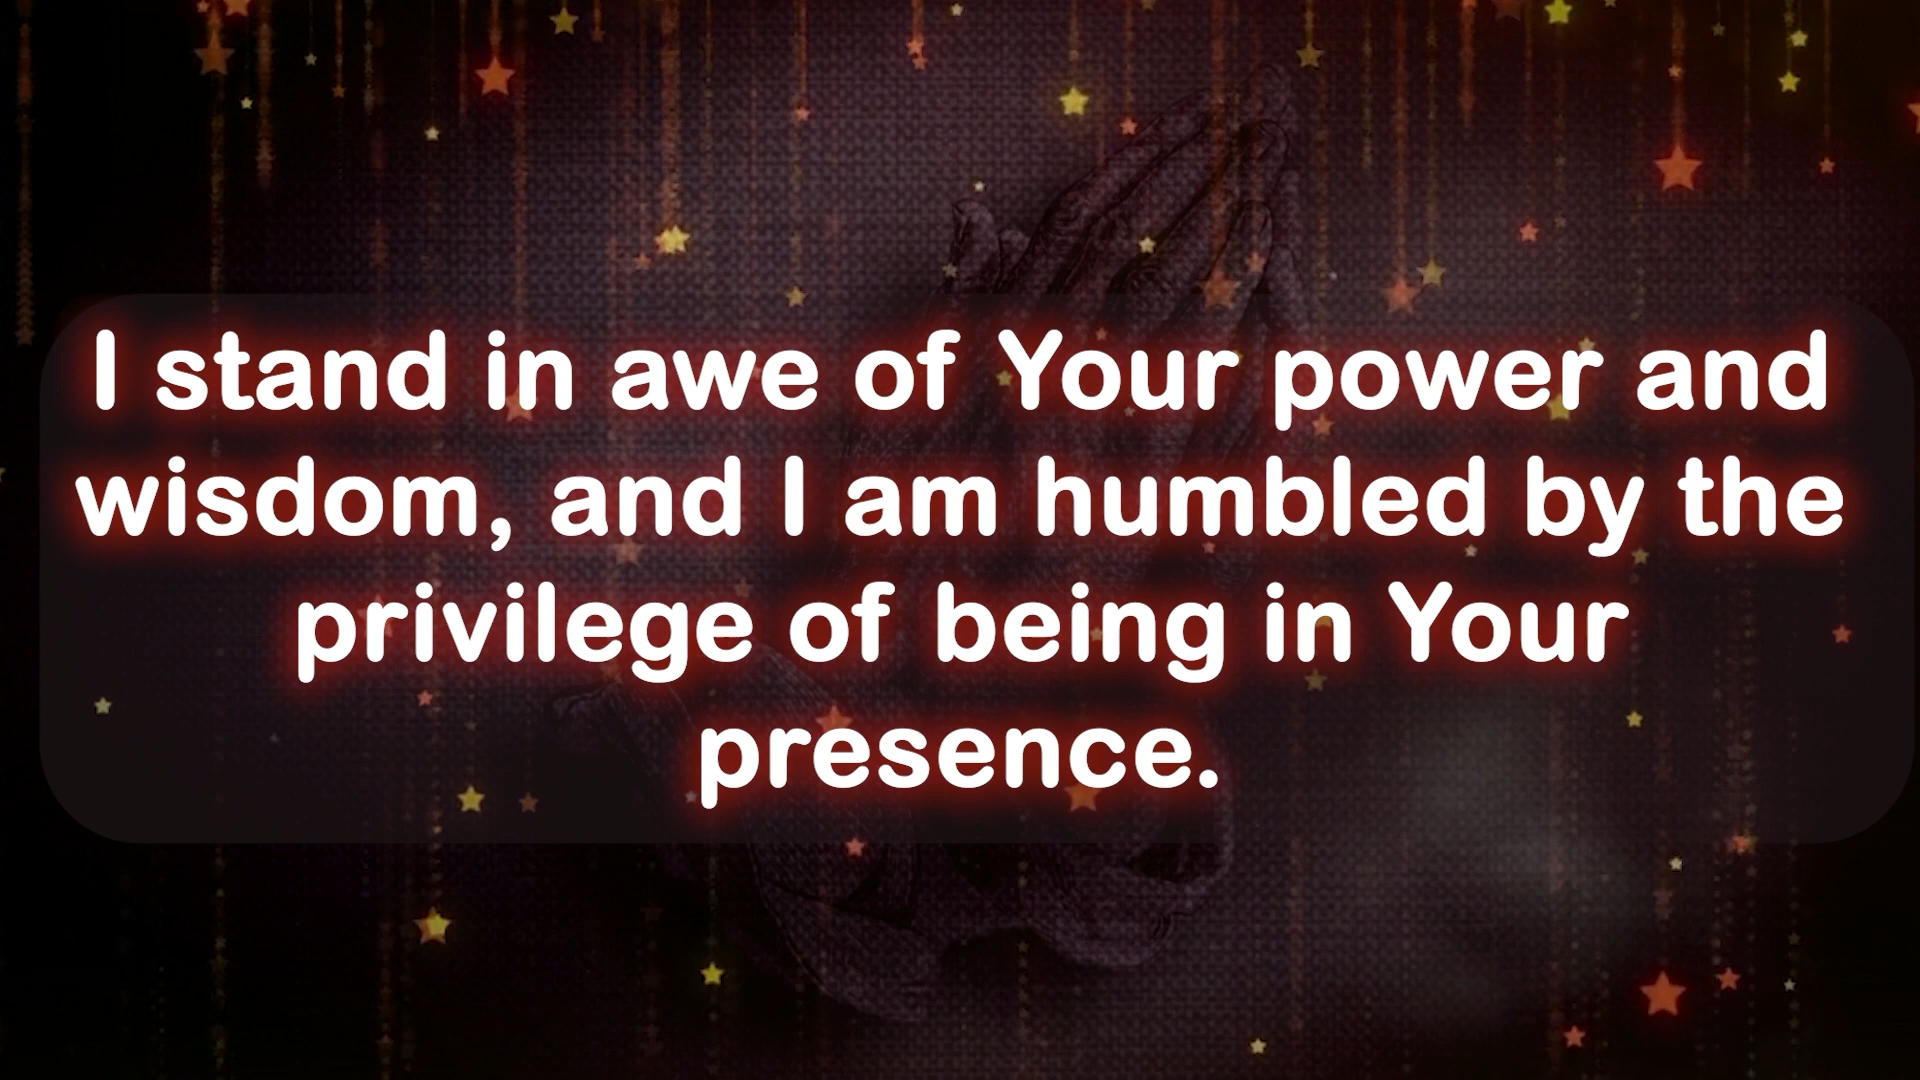 I stand in awe of Your power and
wisdom, and I am humbled by the
privilege of being in Your
presence.